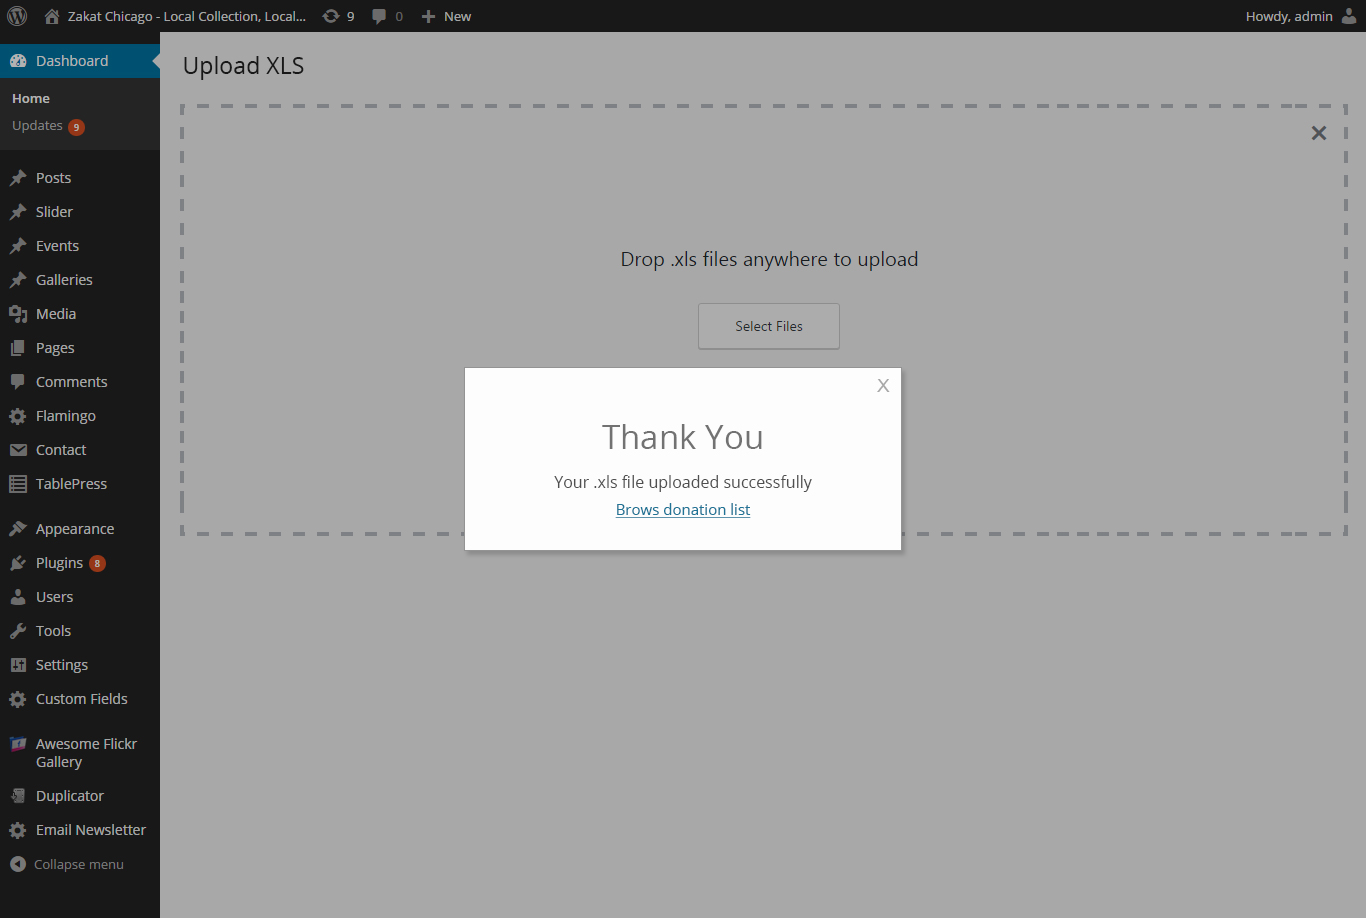 Zakat Chicago - Local Collection, Local...
9
0
New
Howdy, admin
Dashboard
Home
Updates 9
Posts
Slider
Events
Galleries
Media
Pages
Comments
Flamingo
Contact
TablePress
Appearance
Plugins 8
Users
Tools
Settings
Custom Fields
Awesome Flickr
Gallery
Duplicator
Email Newsletter
Collapse menu
Upload XLS
Drop .xls files anywhere to upload
Select Files
X
Thank You
Your .xls file uploaded successfully
Brows donation list